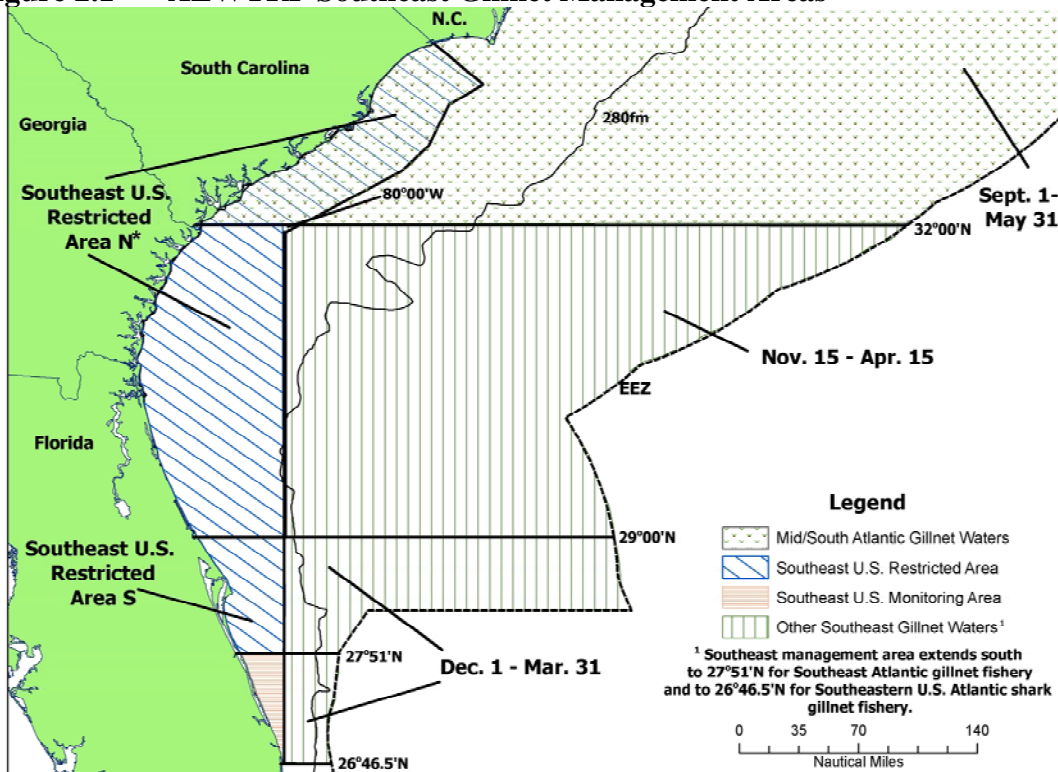 Southeast Gillnet Management Areas
N.C.
South Carolina
Georgia
280fm
Southeast U.S.
Restricted
Area N*
80°00'W
Sept. 1-
May 31
32°00'N
Nov. 15 - Apr. 15
EEZ
Florida
29°00'N
Southeast U.S.
Restricted
Area S
27°51'N
Dec. 1 - Mar. 31
26°46.5'N
Legend
Mid/South Atlantic Gillnet Waters
Southeast U.S. Restricted Area
Southeast U.S. Monitoring Area
Other Southeast Gillnet Waters¹
¹ Southeast management area extends south
to 27°51'N for Southeast Atlantic gillnet fishery
and to 26°46.5'N for Southeastern U.S. Atlantic shark
gillnet fishery.
0 35 70 140
Nautical Miles